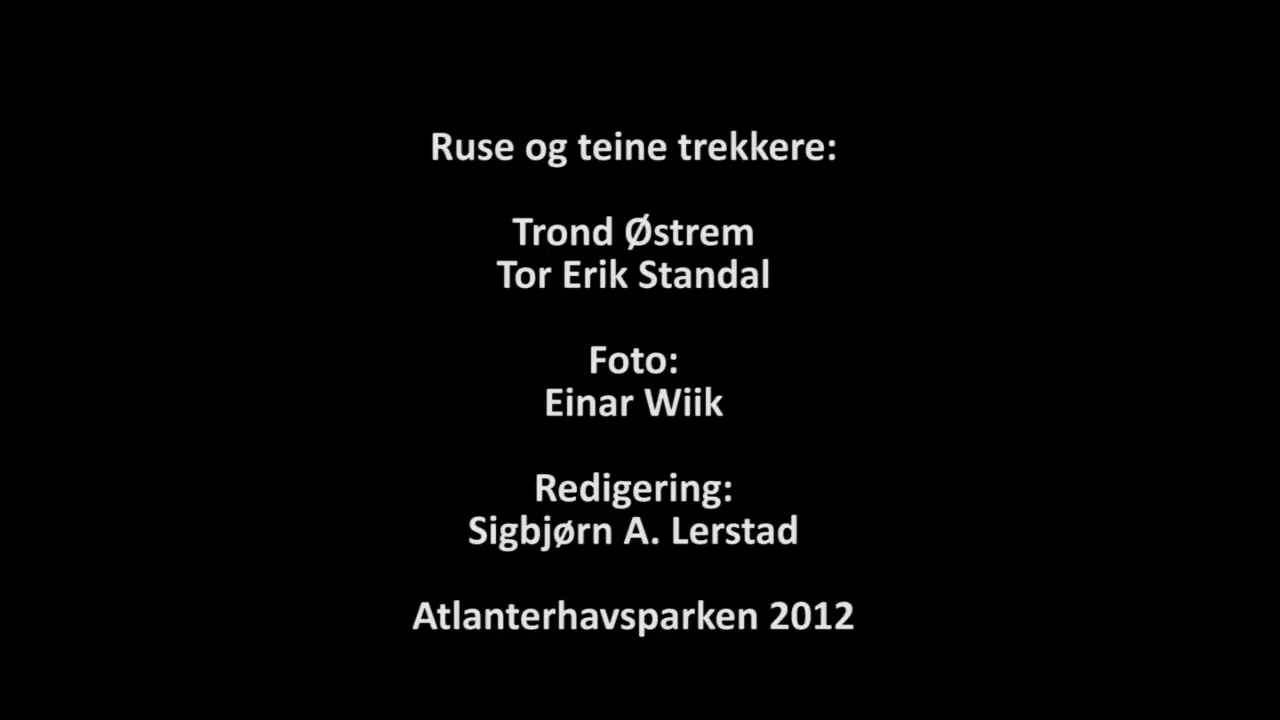 Ruse og teine trekkere:
Trond Østrem
Tor Erik Standal
Foto:
Einar Wiik
Redigering:
Sigbjørn A. Lerstad
Atlanterhavsparken 2012